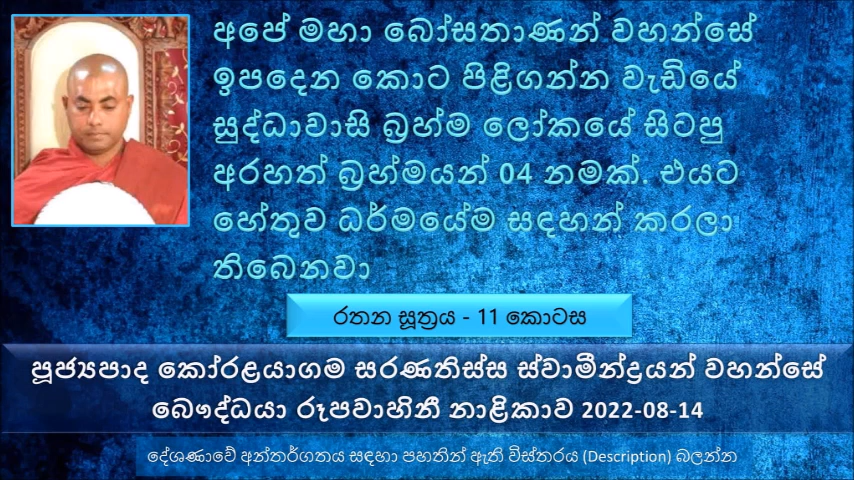 අපේ මහා බෝසතාණන් වහන්සේ
ඉපදෙන කොට පිළිගන්න වැඩියේ
සුද්ධාවාසි බ්‍රහ්ම ලෝකයේ සිටපු
අරහත් බ්‍රහ්මයන් 04 නමක්. එයට
හේතුව ධර්මයේම සඳහන් කරලා
තිබෙනවා
රතන සූත්‍රය - 11 කොටස
පූජ්‍යපාද කෝරළයාගම සරණතිස්ස ස්වාමීන්ද්‍රයන් වහන්සේ
බෞද්ධයා රූපවාහිනී නාළිකාව 2022-08-14
දේශණාවේ අන්තර්ගතය සඳහා පහතින් ඇති විස්තරය (Description) බලන්න